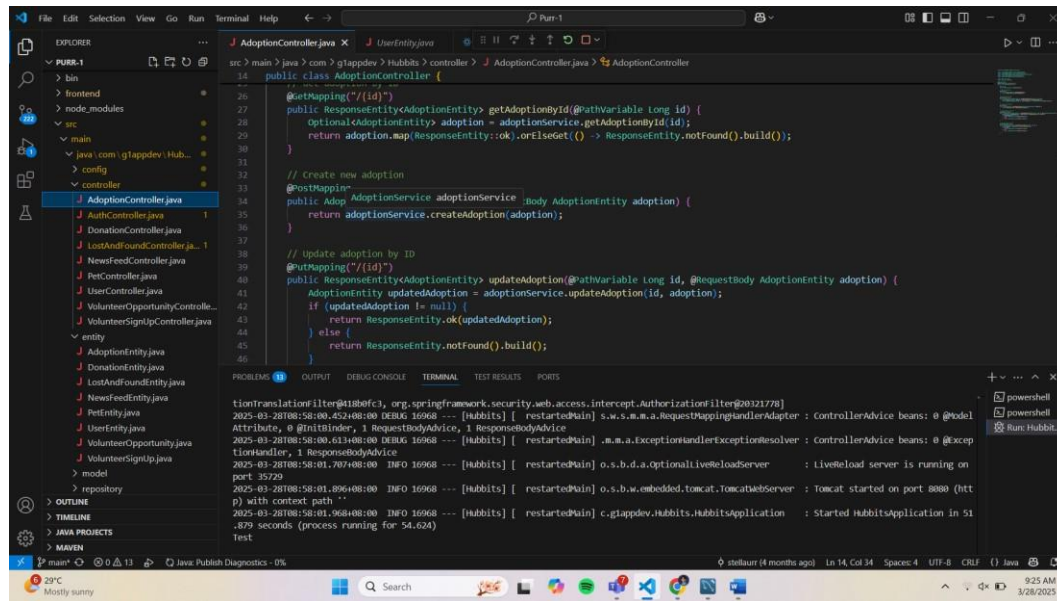 File Edit Selection View Go Run Terminal Help
Purr-1
EXPLORER
PURR-1
bin
frontend
node_modules
src
main
java\com\g1appdev\Hub...
config
controller
AdoptionController.java
AuthController.java 1
DonationController.java
LostAndFoundController.ja... 1
NewsFeedController.java
PetController.java
UserController.java
VolunteerOpportunityControlle...
VolunteerSignUpController.java
entity
AdoptionEntity.java
DonationEntity.java
LostAndFoundEntity.java
NewsFeedEntity.java
PetEntity.java
UserEntity.java
VolunteerOpportunity.java
VolunteerSignUp.java
model
repository
OUTLINE
TIMELINE
JAVA PROJECTS
MAVEN
222
1
AdoptionController.java UserEntity.java
src > main > java > com > g1appdev > Hubbits > controller > AdoptionController.java > AdoptionController
14 public class AdoptionController {
26 @GetMapping("/{id}")
27 public ResponseEntity<AdoptionEntity> getAdoptionById(@PathVariable Long id) {
28 Optional<AdoptionEntity> adoption = adoptionService.getAdoptionById(id);
29 return adoption.map(ResponseEntity::ok).orElseGet(() -> ResponseEntity.notFound().build());
30 }
31
32 // Create new adoption
33 @PostMapping
AdoptionService adoptionService
34 public Adop Body AdoptionEntity adoption) {
35 return adoptionService.createAdoption(adoption);
36 }
37
38 // Update adoption by ID
39 @PutMapping("/{id}")
40 public ResponseEntity<AdoptionEntity> updateAdoption(@PathVariable Long id, @RequestBody AdoptionEntity adoption) {
41 AdoptionEntity updatedAdoption = adoptionService.updateAdoption(id, adoption);
42 if (updatedAdoption != null) {
43 return ResponseEntity.ok(updatedAdoption);
44 } else {
45 return ResponseEntity.notFound().build();
46 }
PROBLEMS 13 OUTPUT DEBUG CONSOLE TERMINAL TEST RESULTS PORTS
tionTranslationFilter@418b0fc3, org.springframework.security.web.access.intercept.AuthorizationFilter@20321778]
2025-03-28T08:58:00.452+08:00 DEBUG 16968 --- [Hubbits] [ restartedMain] s.w.s.m.m.a.RequestMappingHandlerAdapter : ControllerAdvice beans: 0 @Model
Attribute, 0 @InitBinder, 1 RequestBodyAdvice, 1 ResponseBodyAdvice
2025-03-28T08:58:00.613+08:00 DEBUG 16968 --- [Hubbits] [ restartedMain] .m.m.a.ExceptionHandlerExceptionResolver : ControllerAdvice beans: 0 @Excep
tionHandler, 1 ResponseBodyAdvice
2025-03-28T08:58:01.707+08:00 INFO 16968 --- [Hubbits] [ restartedMain] o.s.b.d.a.OptionalLiveReloadServer : LiveReload server is running on
port 35729
2025-03-28T08:58:01.896+08:00 INFO 16968 --- [Hubbits] [ restartedMain] o.s.b.w.embedded.tomcat.TomcatWebServer : Tomcat started on port 8080 (htt
p) with context path ''
2025-03-28T08:58:01.968+08:00 INFO 16968 --- [Hubbits] [ restartedMain] c.g1appdev.Hubbits.HubbitsApplication : Started HubbitsApplication in 51
.879 seconds (process running for 54.624)
Test
powershell
powershell
Run: Hubbit...
main* 0 13 Java: Publish Diagnostics - 0% stellaurr (4 months ago) Ln 14, Col 34 Spaces: 4 UTF-8 CRLF {} Java
6
29°C
Mostly sunny
Search
9:25 AM
3/28/2025